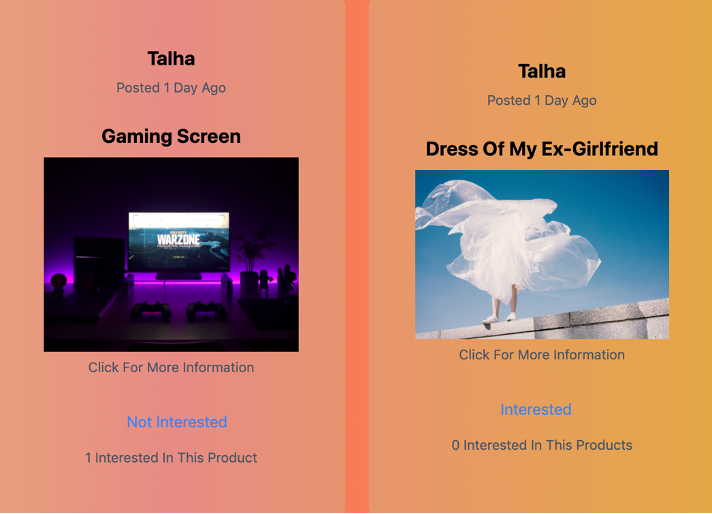 Talha
Posted 1 Day Ago
Gaming Screen
WARZONE
Click For More Information
Not Interested
1 Interested In This Product
Talha
Posted 1 Day Ago
Dress Of My Ex-Girlfriend
Click For More Information
Interested
0 Interested In This Products